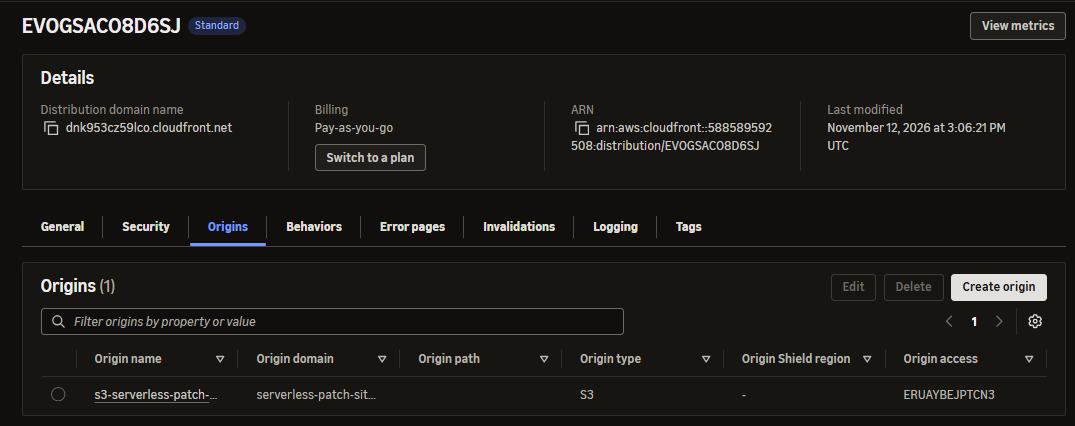 EVOGSACO8D6SJ Standard View metrics
Details
Distribution domain name Billing ARN Last modified
dnk953cz59lco.cloudfront.net Pay-as-you-go arn:aws:cloudfront::588589592 November 12, 2026 at 3:06:21 PM
Switch to a plan 508:distribution/EVOGSACO8D6SJ UTC
General Security Origins Behaviors Error pages Invalidations Logging Tags
Origins (1) Edit Delete Create origin
Filter origins by property or value 1
Origin name Origin domain Origin path Origin type Origin Shield region Origin access
s3-serverless-patch-... serverless-patch-sit... S3 - ERUAYBEJPTCN3